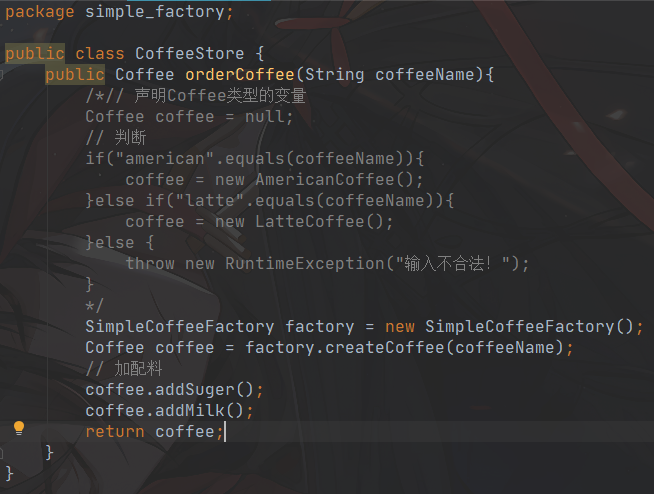 package simple_factory;
public class CoffeeStore {
public Coffee orderCoffee(String coffeeName){
/*// 声明Coffee类型的变量
Coffee coffee = null;
// 判断
if("american".equals(coffeeName)){
coffee = new AmericanCoffee();
}else if("latte".equals(coffeeName)){
coffee = new LatteCoffee();
}else {
throw new RuntimeException("输入不合法！");
}
*/
SimpleCoffeeFactory factory = new SimpleCoffeeFactory();
Coffee coffee = factory.createCoffee(coffeeName);
// 加配料
coffee.addSuger();
coffee.addMilk();
return coffee;
}
}